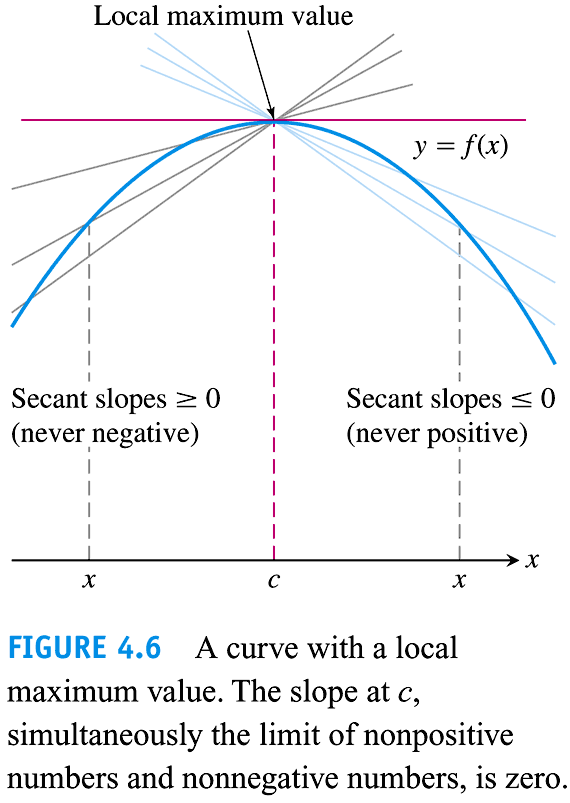 Local maximum value
y = f(x)
Secant slopes ≥ 0
(never negative)
Secant slopes ≤ 0
(never positive)
x
x
c
x
FIGURE 4.6 A curve with a local
maximum value. The slope at c,
simultaneously the limit of nonpositive
numbers and nonnegative numbers, is zero.